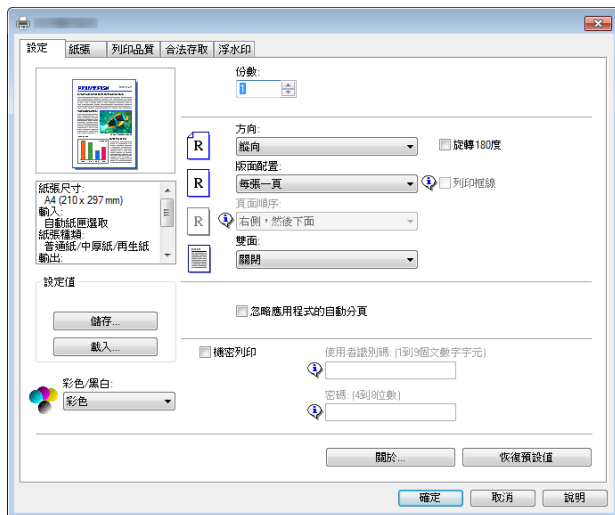 設定
紙張
列印品質
合法存取
浮水印
份數:
1
方向:
R
縱向
旋轉180度
版面配置:
R
每張一頁
列印框線
頁面順序:
R
右側，然後下面
雙面:
關閉
紙張尺寸:
A4 (210 x 297 mm)
輸入:
自動紙匣選取
紙張種類:
普通紙/中厚紙/再生紙
輸出:
設定值
儲存...
載入...
忽略應用程式的自動分頁
機密列印
使用者識別碼: (1到9個文數字字元)
密碼: (4到8位數)
彩色/黑白:
彩色
關於...
恢復預設值
確定
取消
說明